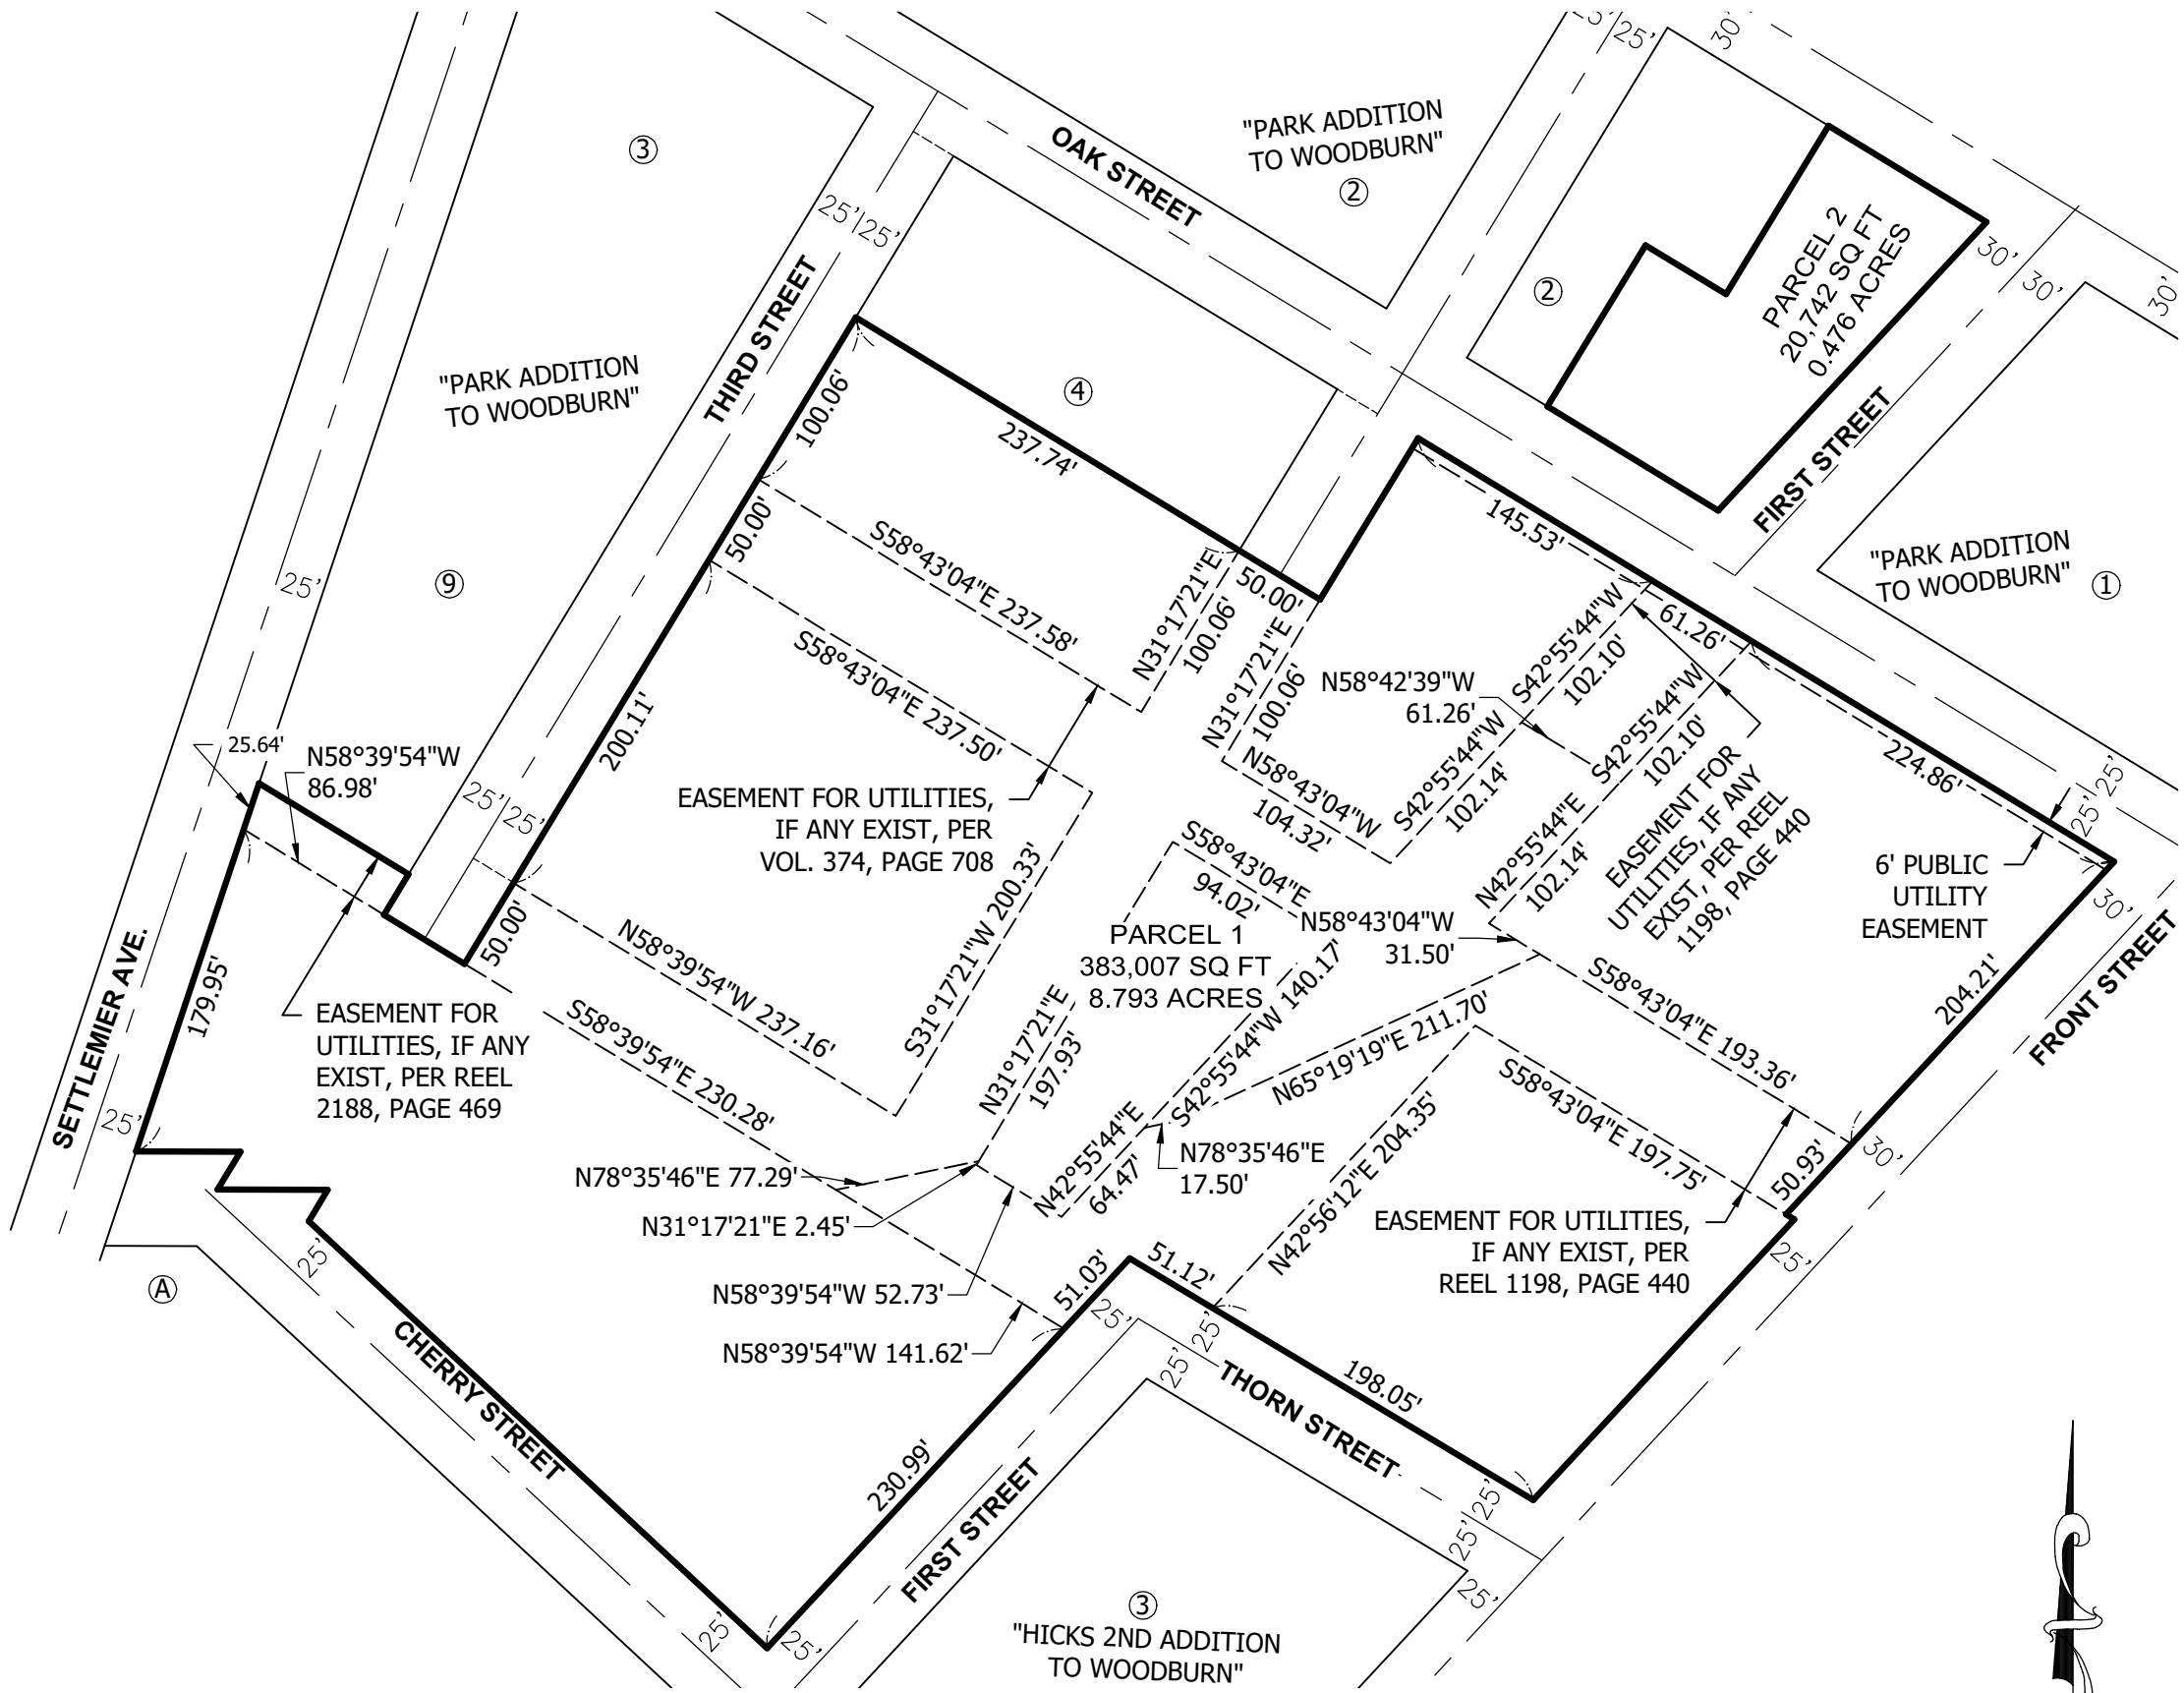 25'
25'
30'
"PARK ADDITION
TO WOODBURN"
②
③
OAK STREET
25'
25'
PARCEL 2
20,742 SQ FT
0.476 ACRES
30'
30'
30'
②
THIRD STREET
"PARK ADDITION
TO WOODBURN"
④
100.06'
237.74'
FIRST STREET
50.00'
S58°43'04"E 237.58'
N31°17'21"E
100.06'
50.00'
145.53'
"PARK ADDITION
TO WOODBURN"
①
25'
⑨
S58°43'04"E 237.50'
N31°17'21"E
100.06'
N58°42'39"W
61.26'
S42°55'44"W
102.10'
61.26'
S42°55'44"W
102.10'
224.86'
200.11'
25.64'
N58°39'54"W
86.98'
EASEMENT FOR UTILITIES,
IF ANY EXIST, PER
VOL. 374, PAGE 708
N58°43'04"W
104.32'
S42°55'44"W
102.14'
N42°55'44"E
102.14'
EASEMENT FOR
UTILITIES, IF ANY
EXIST, PER REEL
1198, PAGE 440
25'
25'
6' PUBLIC
UTILITY
EASEMENT
25'
25'
50.00'
S31°17'21"W 200.33'
S58°43'04"E
94.02'
PARCEL 1
383,007 SQ FT
8.793 ACRES
N58°43'04"W
31.50'
30'
SETTLEMIER AVE.
179.95'
N58°39'54"W 237.16'
N31°17'21"E
197.93'
S42°55'44"W 140.17'
S58°43'04"E 193.36'
204.21'
FRONT STREET
EASEMENT FOR
UTILITIES, IF ANY
EXIST, PER REEL
2188, PAGE 469
S58°39'54"E 230.28'
N65°19'19"E 211.70'
S58°43'04"E 197.75'
25'
N78°35'46"E 77.29'
N42°55'44"E
64.47'
N78°35'46"E
17.50'
N42°56'12"E 204.35'
50.93'
30'
N31°17'21"E 2.45'
EASEMENT FOR UTILITIES,
IF ANY EXIST, PER
REEL 1198, PAGE 440
25'
25'
Ⓐ
N58°39'54"W 52.73'
51.03'
51.12'
N58°39'54"W 141.62'
25'
25'
25'
CHERRY STREET
THORN STREET
198.05'
230.99'
FIRST STREET
25'
25'
25'
25'
25'
③
"HICKS 2ND ADDITION
TO WOODBURN"